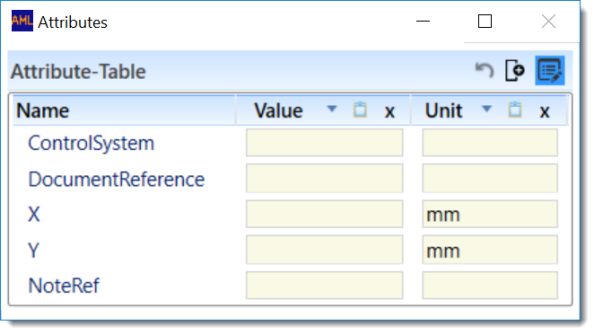 AML Attributes
Attribute-Table
Name Value x Unit x
ControlSystem
DocumentReference
X mm
Y mm
NoteRef